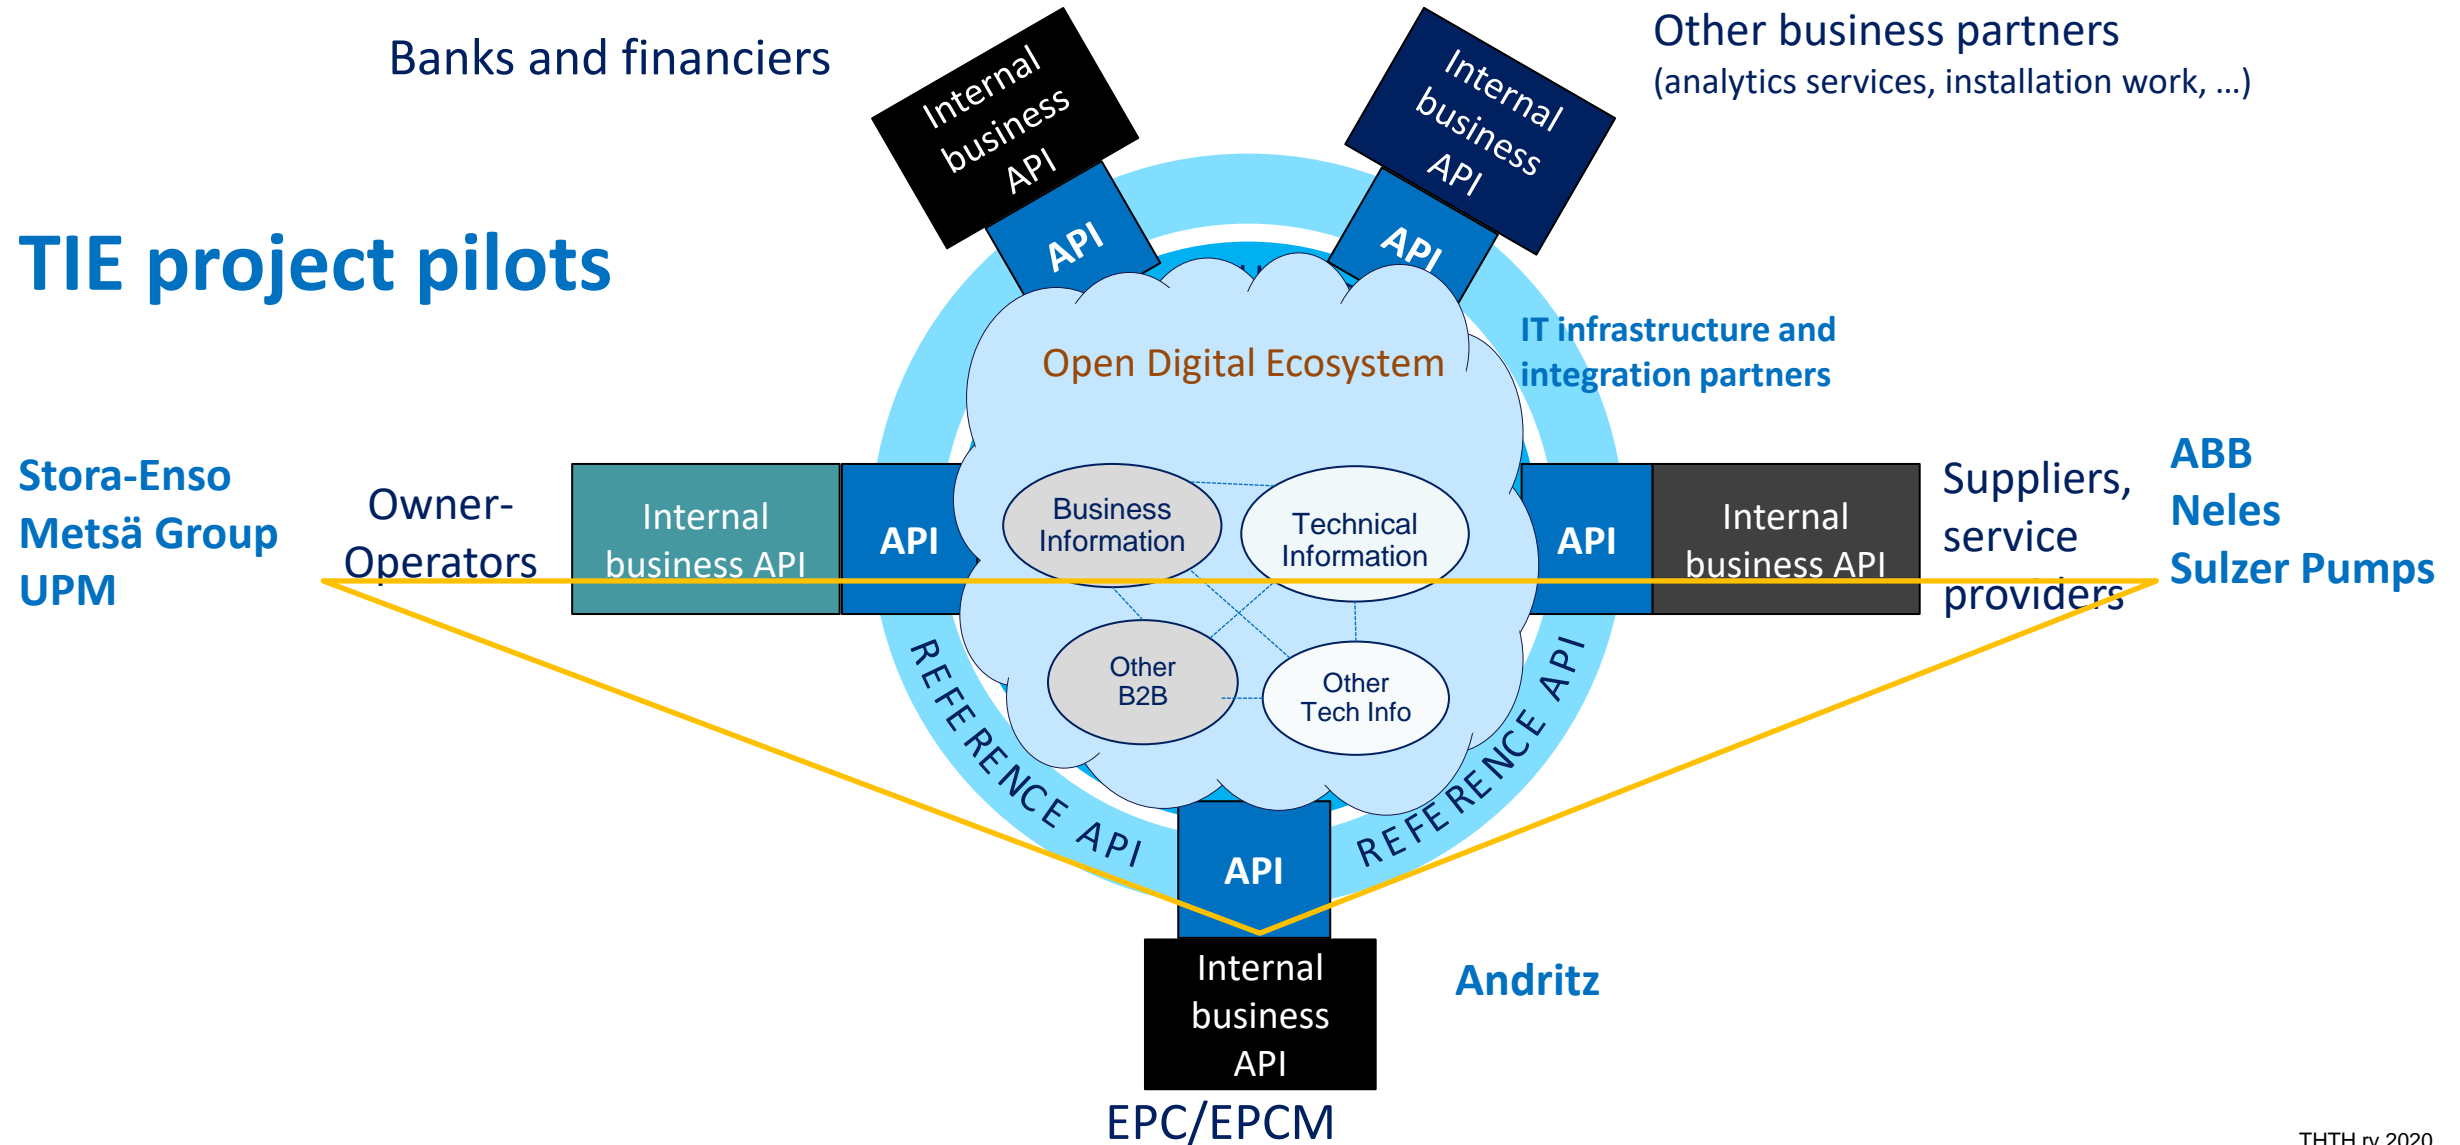 Banks and financiers
Other business partners
(analytics services, installation work, ...)
Internal
business
API
API
Internal
business
API
API
TIE project pilots
Open Digital Ecosystem
IT infrastructure and
integration partners
Stora-Enso
Metsä Group
UPM
Owner-
Operators
Internal
business API
API
Business
Information
Technical
Information
Other
B2B
Other
Tech Info
API
Internal
business API
Suppliers,
service
providers
ABB
Neles
Sulzer Pumps
REFERENCE API
REFERENCE API
API
Internal
business
API
Andritz
EPC/EPCM
THTH ry 2020